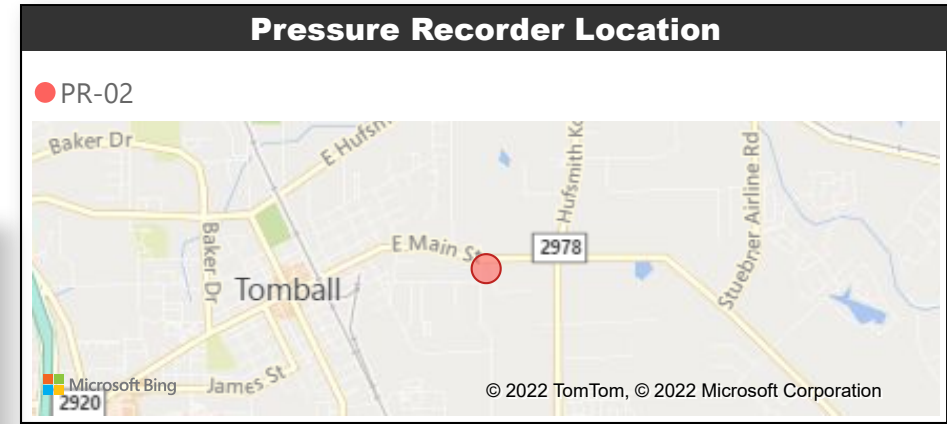 Pressure Recorder Location
PR-02
Baker Dr
E Hufsm
Hufsmith Ko
Stuebner Airline Rd
Baker Dr
E Main St
2978
Tomball
James St
Microsoft Bing
2920
© 2022 TomTom, © 2022 Microsoft Corporation